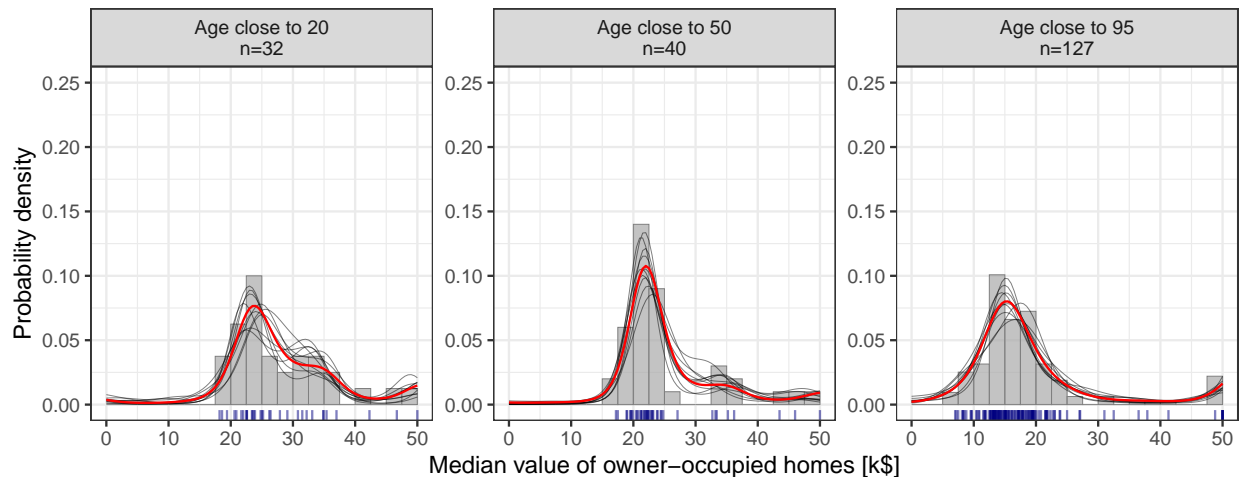 Age close to 20
n=32
Age close to 50
n=40
Age close to 95
n=127
Probability density
0.25
0.20
0.15
0.10
0.05
0.00
0.25
0.20
0.15
0.10
0.05
0.00
0.25
0.20
0.15
0.10
0.05
0.00
0 10 20 30 40 50
0 10 20 30 40 50
0 10 20 30 40 50
Median value of owner−occupied homes [k$]